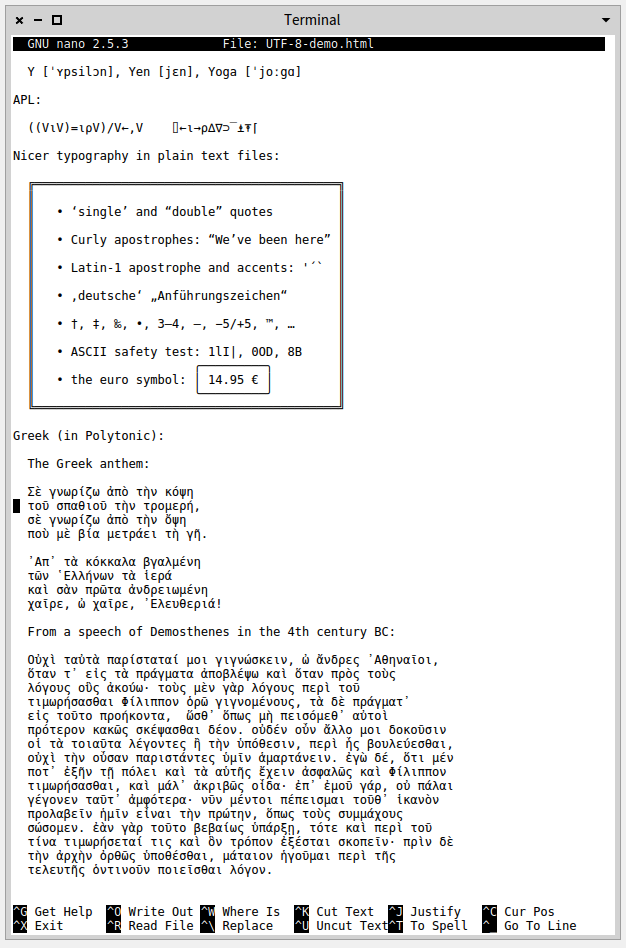 Terminal
GNU nano 2.5.3 File: UTF-8-demo.html
Y [ˈʏpsilɔn], Yen [jɛn], Yoga [ˈjoːgɑ]
APL:
((V⍳V)=⍳⍴V)/V←,V ⌷←⍳→⍴∆∇⊃‾⍎⍕⌈
Nicer typography in plain text files:
• ‘single’ and “double” quotes
• Curly apostrophes: “We’ve been here”
• Latin-1 apostrophe and accents: '´`
• ‚deutsche‘ „Anführungszeichen“
• †, ‡, ‰, •, 3–4, —, −5/+5, ™, …
• ASCII safety test: 1lI|, 0OD, 8B
• the euro symbol: │ 14.95 € │
Greek (in Polytonic):
The Greek anthem:
Σὲ γνωρίζω ἀπὸ τὴν κόψη
τοῦ σπαθιοῦ τὴν τρομερή,
σὲ γνωρίζω ἀπὸ τὴν ὄψη
ποὺ μὲ βία μετράει τὴ γῆ.
᾿Απ᾿ τὰ κόκκαλα βγαλμένη
τῶν ῾Ελλήνων τὰ ἱερά
καὶ σὰν πρῶτα ἀνδρειωμένη
χαῖρε, ὦ χαῖρε, ᾿Ελευθεριά!
From a speech of Demosthenes in the 4th century BC:
Οὐχὶ ταὐτὰ παρίσταταί μοι γιγνώσκειν, ὦ ἄνδρες ᾿Αθηναῖοι,
ὅταν τ᾿ εἰς τὰ πράγματα ἀποβλέψω καὶ ὅταν πρὸς τοὺς
λόγους οὓς ἀκούω· τοὺς μὲν γὰρ λόγους περὶ τοῦ
τιμωρήσασθαι Φίλιππον ὁρῶ γιγνομένους, τὰ δὲ πράγματ᾿
εἰς τοῦτο προήκοντα, ὥσθ᾿ ὅπως μὴ πεισόμεθ᾿ αὐτοὶ
πρότερον κακῶς σκέψασθαι δέον. οὐδέν οὖν ἄλλο μοι δοκοῦσιν
οἱ τὰ τοιαῦτα λέγοντες ἢ τὴν ὑπόθεσιν, περὶ ἧς βουλεύεσθαι,
οὐχὶ τὴν οὖσαν παριστάντες ὑμῖν ἁμαρτάνειν. ἐγὼ δέ, ὅτι μέν
ποτ᾿ ἐξῆν τῇ πόλει καὶ τὰ αὑτῆς ἔχειν ἀσφαλῶς καὶ Φίλιππον
τιμωρήσασθαι, καὶ μάλ᾿ ἀκριβῶς οἶδα· ἐπ᾿ ἐμοῦ γάρ, οὐ πάλαι
γέγονεν ταῦτ᾿ ἀμφότερα· νῦν μέντοι πέπεισμαι τοῦθ᾿ ἱκανὸν
προλαβεῖν ἡμῖν εἶναι τὴν πρώτην, ὅπως τοὺς συμμάχους
σώσομεν. ἐὰν γὰρ τοῦτο βεβαίως ὑπάρξῃ, τότε καὶ περὶ τοῦ
τίνα τιμωρήσεταί τις καὶ ὃν τρόπον ἐξέσται σκοπεῖν· πρὶν δὲ
τὴν ἀρχὴν ὀρθῶς ὑποθέσθαι, μάταιον ἡγοῦμαι περὶ τῆς
τελευτῆς ὁντινοῦν ποιεῖσθαι λόγον.
^G Get Help ^O Write Out ^W Where Is ^K Cut Text ^J Justify ^C Cur Pos
^X Exit ^R Read File ^\ Replace ^U Uncut Text ^T To Spell ^_ Go To Line